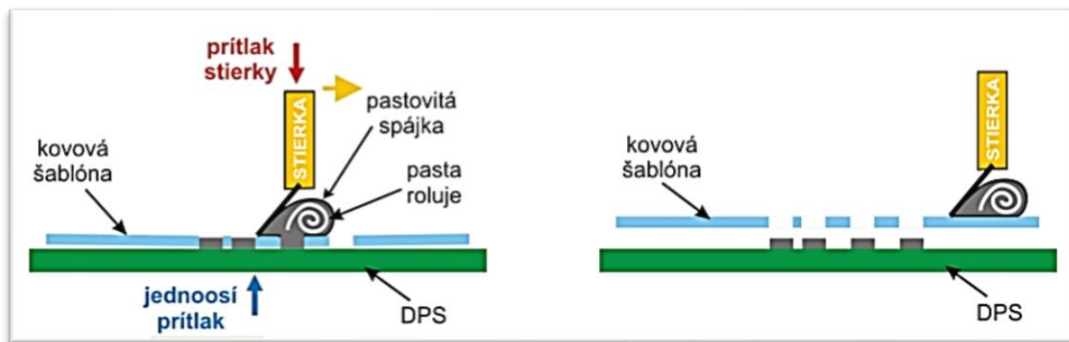 prítlak
stierky
STIERKA
pastovitá
spájka
kovová
šablóna
pasta
roluje
jednoosí
prítlak
DPS
STIERKA
kovová
šablóna
DPS